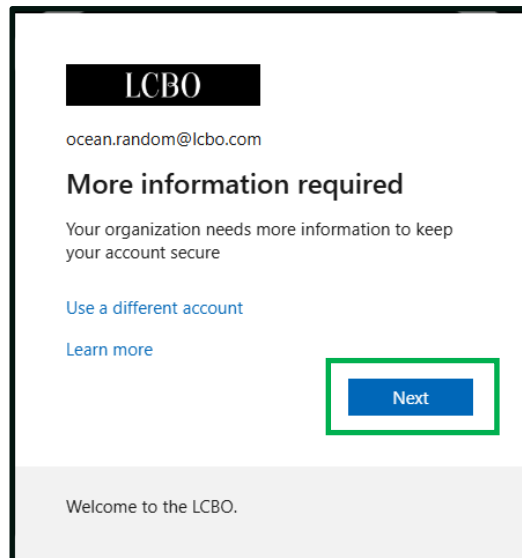 LCBO
ocean.random@lcbo.com
More information required
Your organization needs more information to keep
your account secure
Use a different account
Learn more
Next
Welcome to the LCBO.